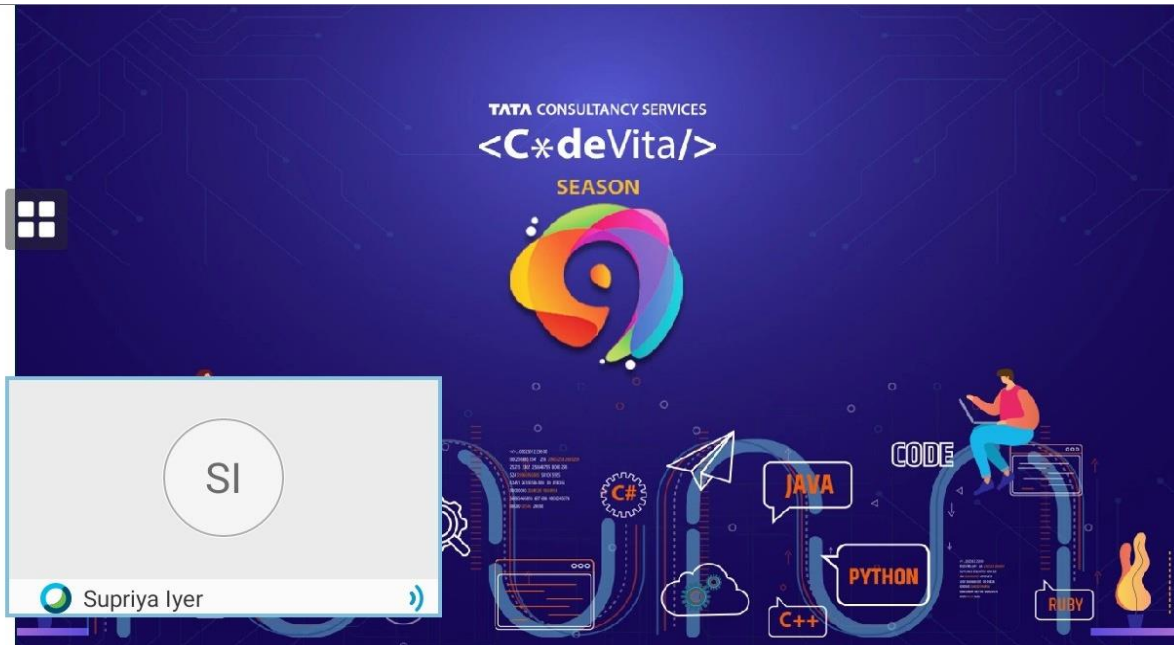 TATA CONSULTANCY SERVICES
<C*deVita/>
SEASON
9
SI
Supriya Iyer
C#
JAVA
CODE
PYTHON
C++
RUBY